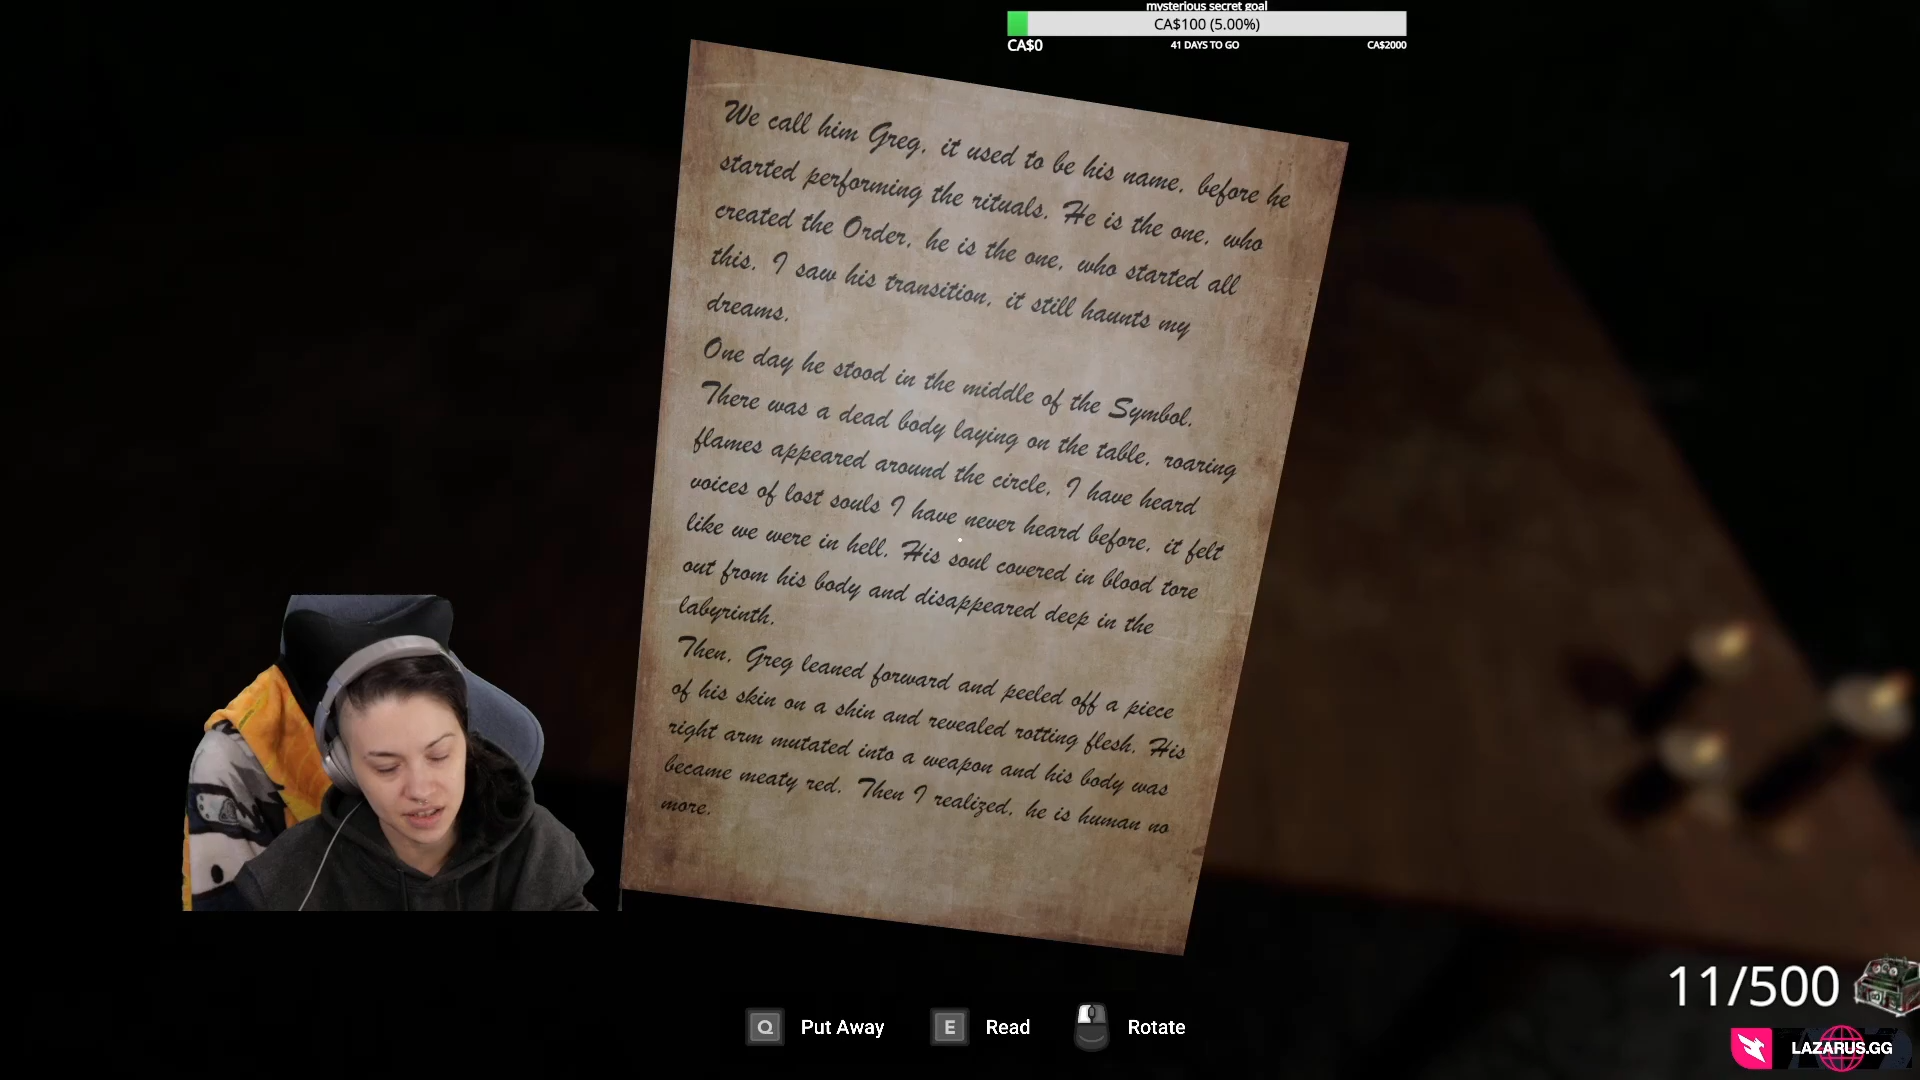 mysterious secret goal
CA$100 (5.00%)
CA$0 41 DAYS TO GO CA$2000
We call him Greg, it used to be his name, before he
started performing the rituals. He is the one, who
created the Order, he is the one, who started all
this. I saw his transition, it still haunts my
dreams.
One day he stood in the middle of the Symbol.
There was a dead body laying on the table, roaring
flames appeared around the circle. I have heard
voices of lost souls I have never heard before, it felt
like we were in hell. His soul covered in blood tore
out from his body and disappeared deep in the
labyrinth.
Then, Greg leaned forward and peeled off a piece
of his skin on a shin and revealed rotting flesh. His
right arm mutated into a weapon and his body was
became meaty red. Then I realized, he is human no
more.
11/500
Q Put Away E Read Rotate
LAZARUS.GG